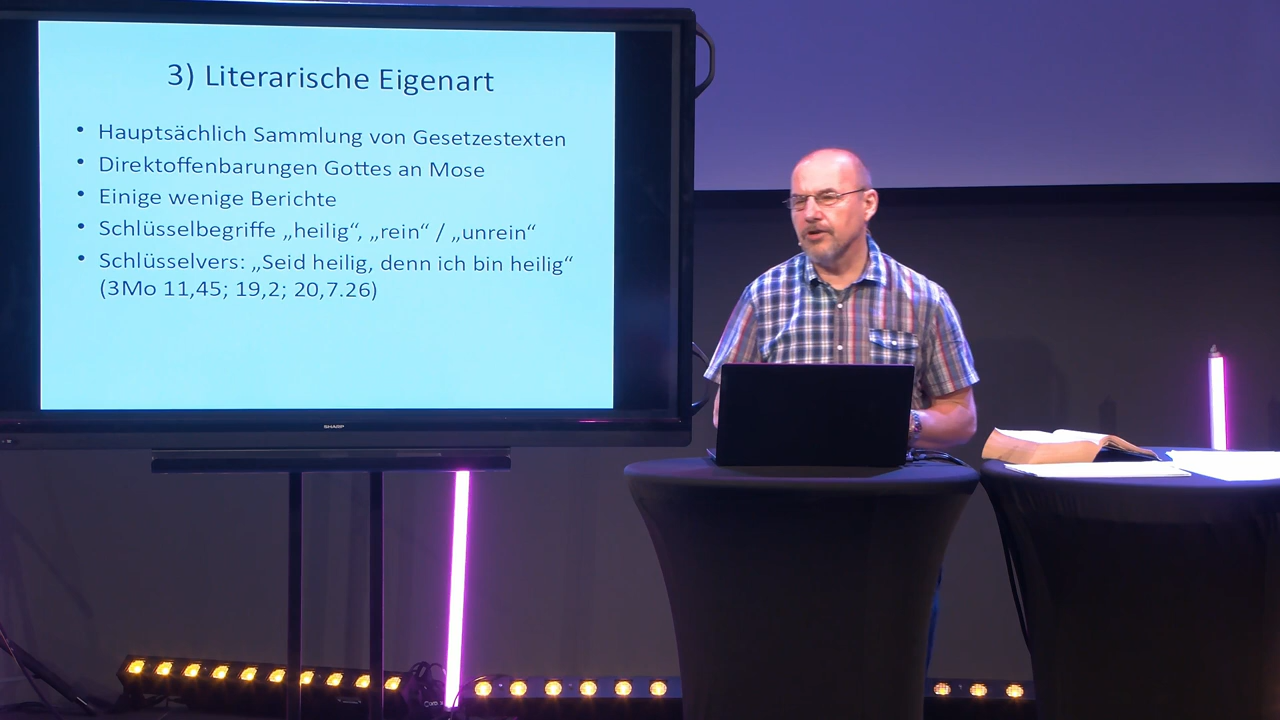 3) Literarische Eigenart
• Hauptsächlich Sammlung von Gesetzestexten
• Direktoffenbarungen Gottes an Mose
• Einige wenige Berichte
• Schlüsselbegriffe „heilig“, „rein“ / „unrein“
• Schlüsselvers: „Seid heilig, denn ich bin heilig“
(3Mo 11,45; 19,2; 20,7.26)
SHARP